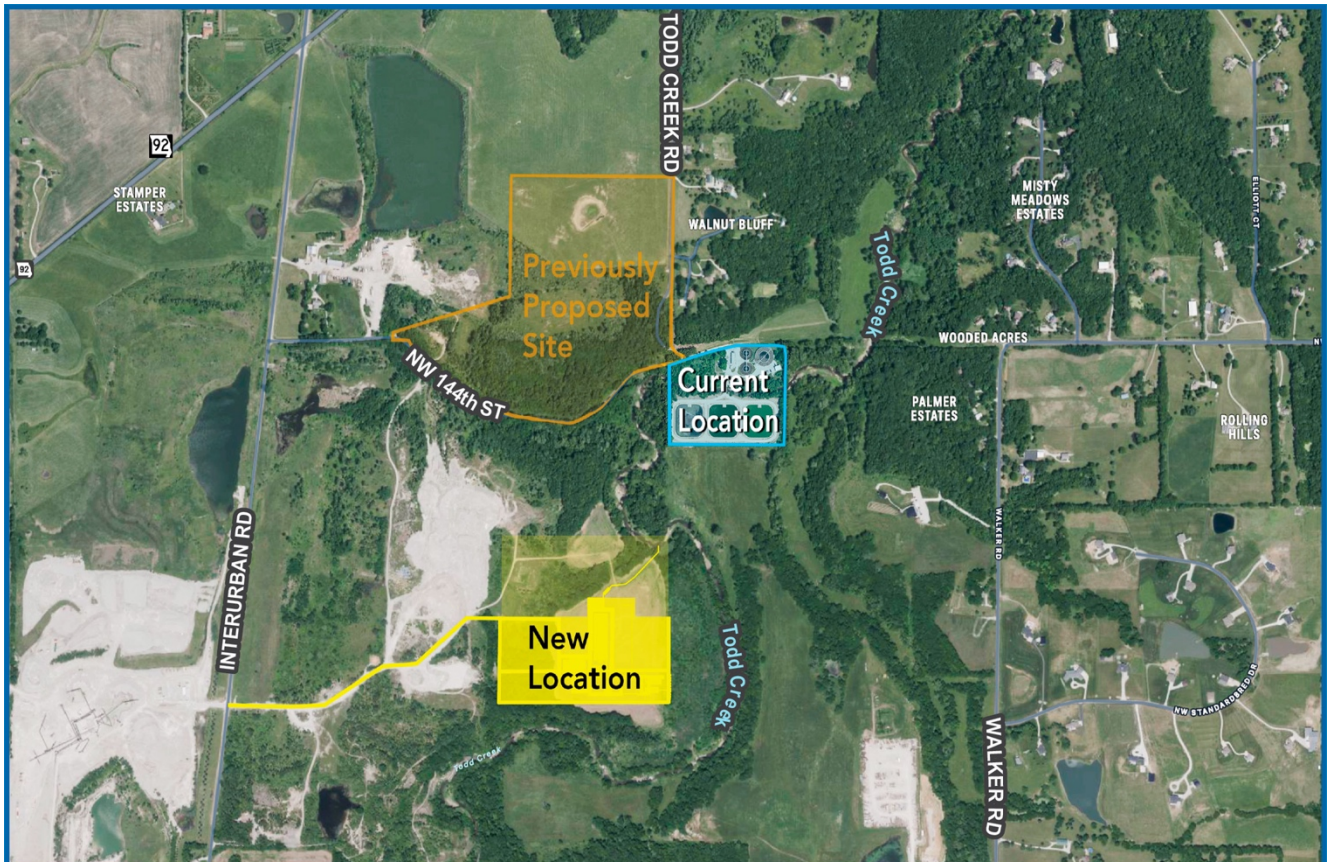 TODD CREEK RD
92
STAMPER
ESTATES
92
WALNUT BLUFF
MISTY
MEADOWS
ESTATES
ELLIOTT CT
Todd Creek
Previously
Proposed
Site
WOODED ACRES
NW 144th ST
Current
Location
PALMER
ESTATES
ROLLING
HILLS
WALKER RD
INTERURBAN RD
New
Location
Todd Creek
NW STANDARDBRED DR
Todd Creek
WALKER RD